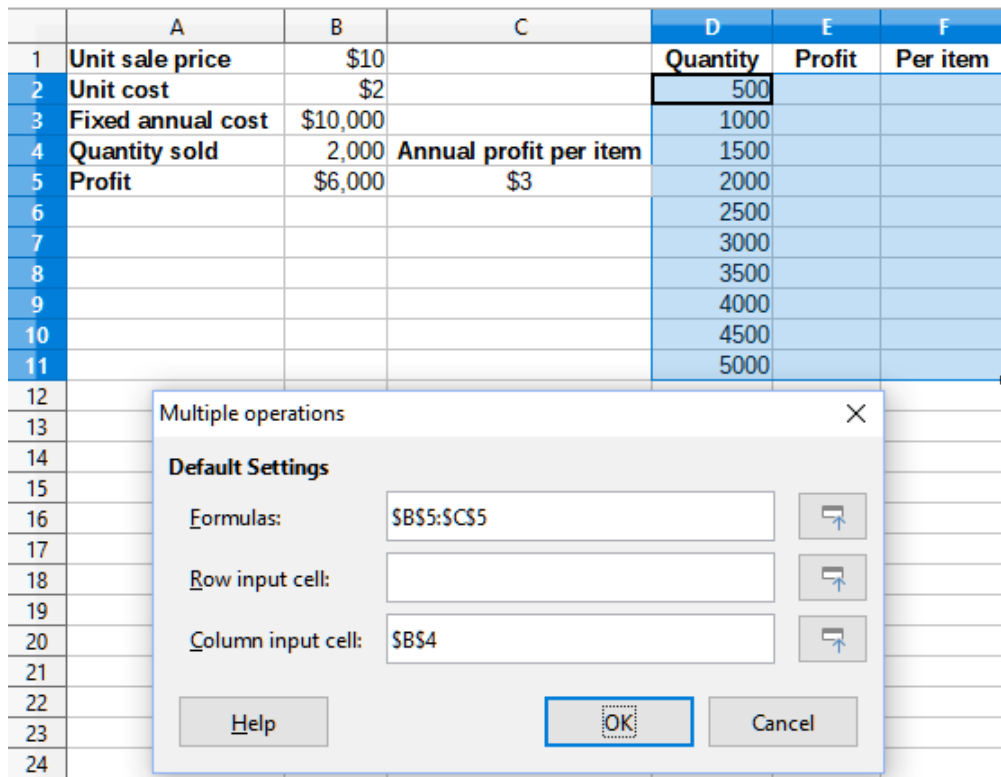 A B C D E F
1 Unit sale price $10 Quantity Profit Per item
2 Unit cost $2 500
3 Fixed annual cost $10,000 1000
4 Quantity sold 2,000 Annual profit per item 1500
5 Profit $6,000 $3 2000
6 2500
7 3000
8 3500
9 4000
10 4500
11 5000
12
13 Multiple operations
14
15 Default Settings
16 Formulas: $B$5:$C$5
17
18 Row input cell:
19
20 Column input cell: $B$4
21
22
23 Help OK Cancel
24